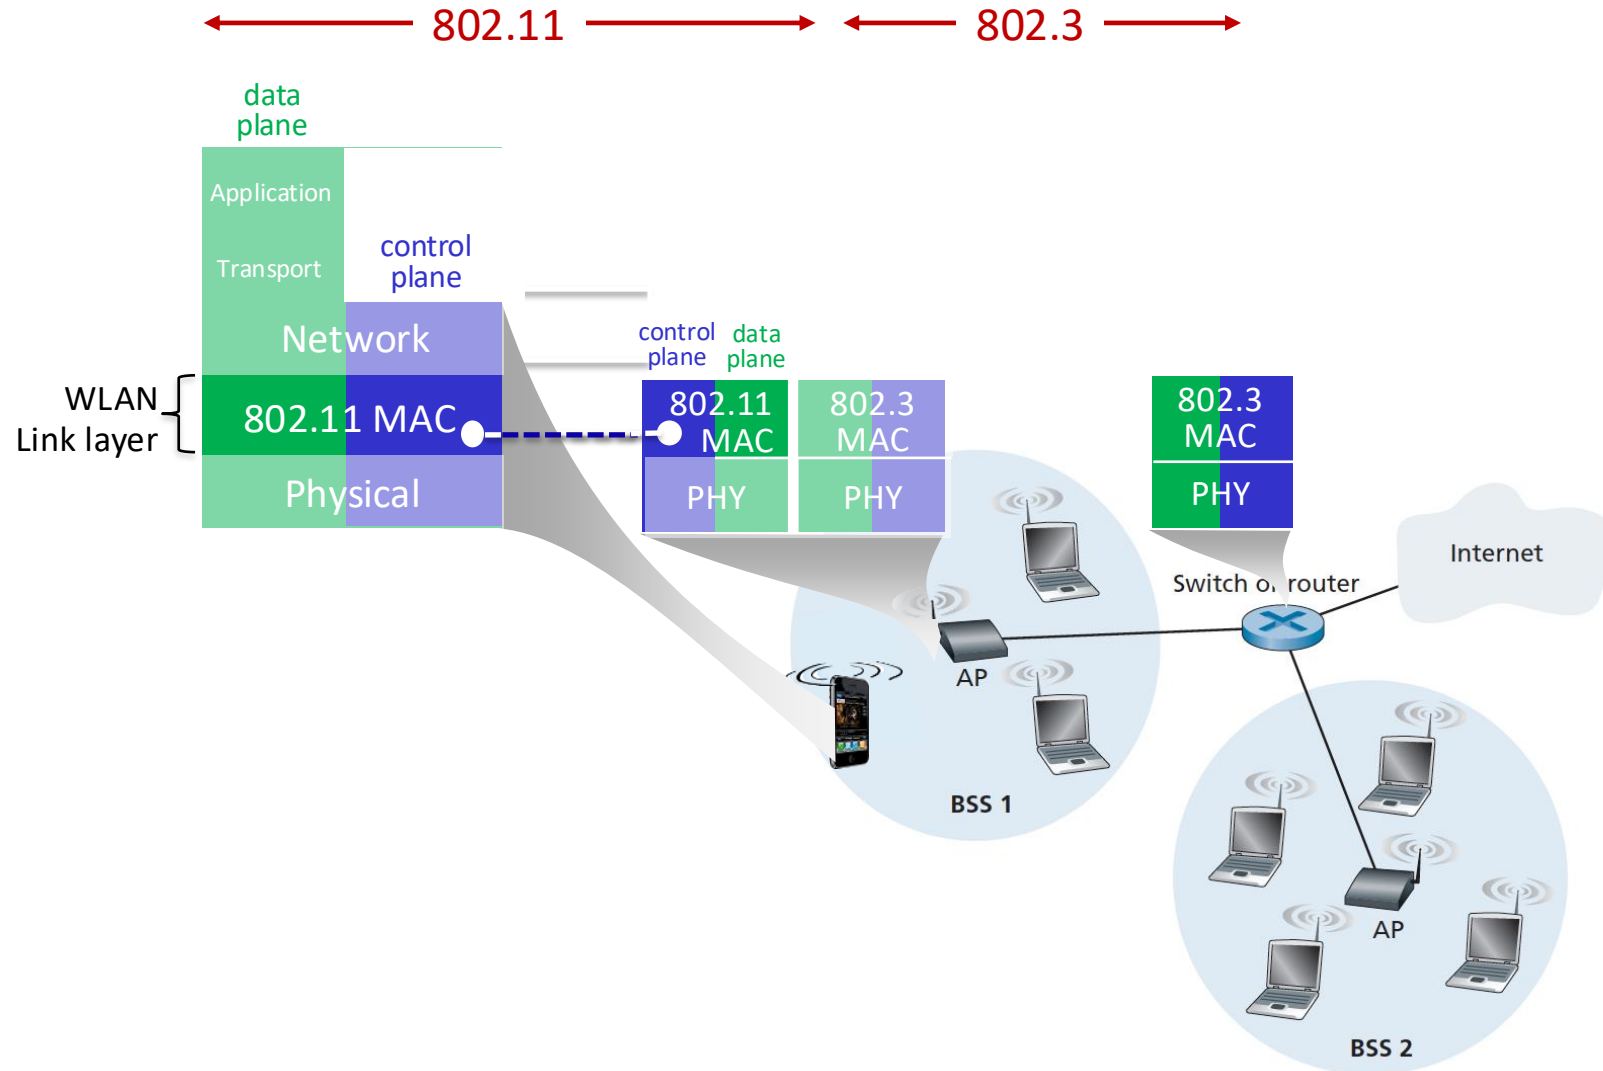 802.11
802.3
data
plane
Application
Transport
control
plane
Network
WLAN
Link layer
802.11 MAC
Physical
control
plane
data
plane
802.11
MAC
PHY
802.3
MAC
PHY
802.3
MAC
PHY
Internet
Switch or router
AP
BSS 1
AP
BSS 2